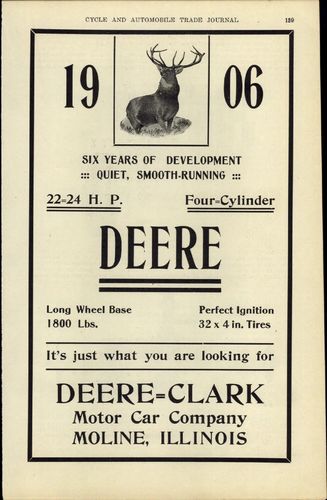 CYCLE AND AUTOMOBILE TRADE JOURNAL 139
19 06
SIX YEARS OF DEVELOPMENT
::: QUIET, SMOOTH-RUNNING :::
22=24 H. P. Four=Cylinder
DEERE
Long Wheel Base Perfect Ignition
1800 Lbs. 32 x 4 in. Tires
It's just what you are looking for
DEERE=CLARK
Motor Car Company
MOLINE, ILLINOIS